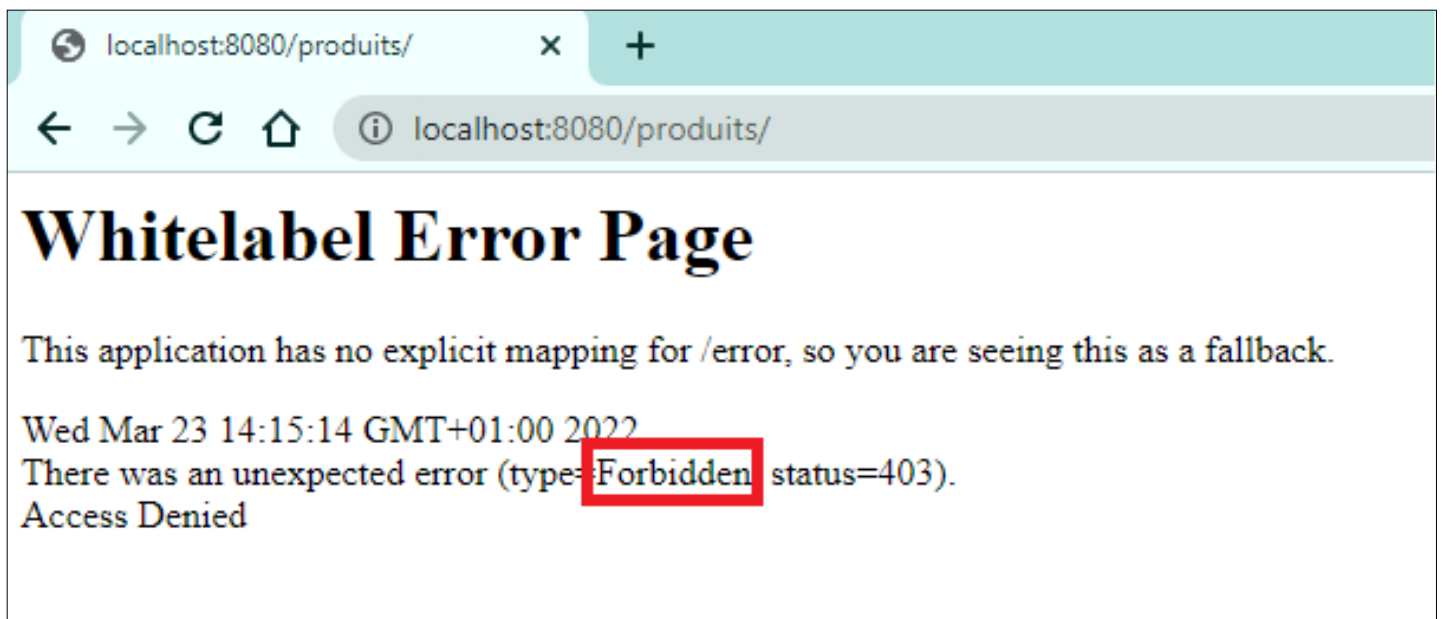 localhost:8080/produits/
localhost:8080/produits/
Whitelabel Error Page
This application has no explicit mapping for /error, so you are seeing this as a fallback.
Wed Mar 23 14:15:14 GMT+01:00 2022
There was an unexpected error (type=Forbidden, status=403).
Access Denied